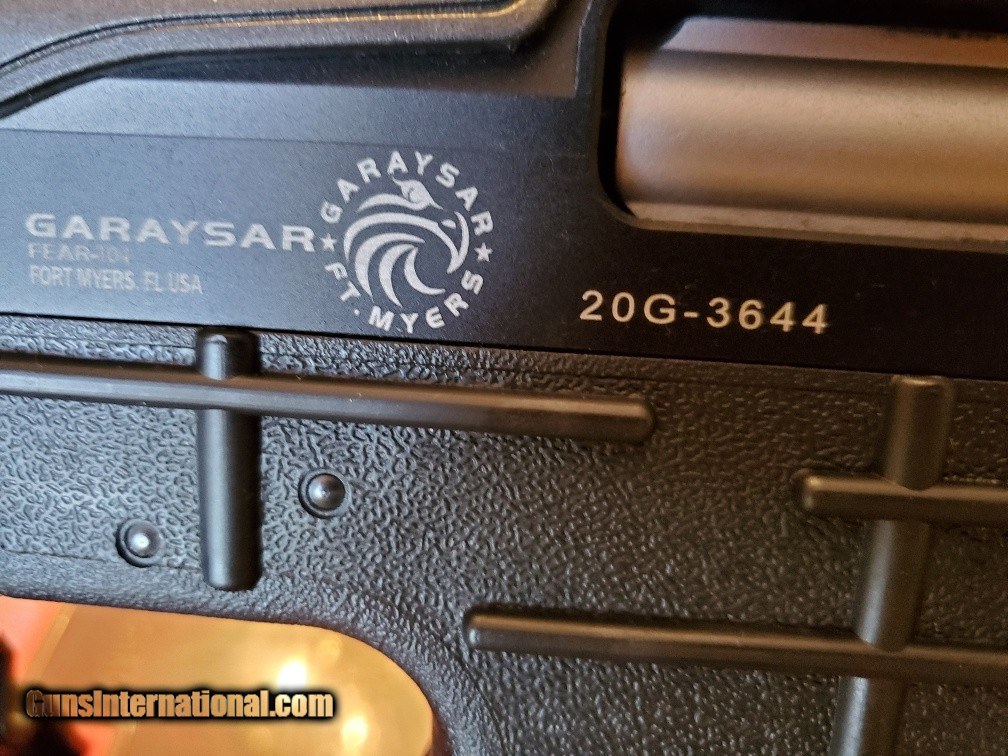 GARAYSAR
FEAR-104
FORT MYERS, FL USA
GARAYSAR
★ FT. MYERS ★
20G-3644
GunsInternational.com